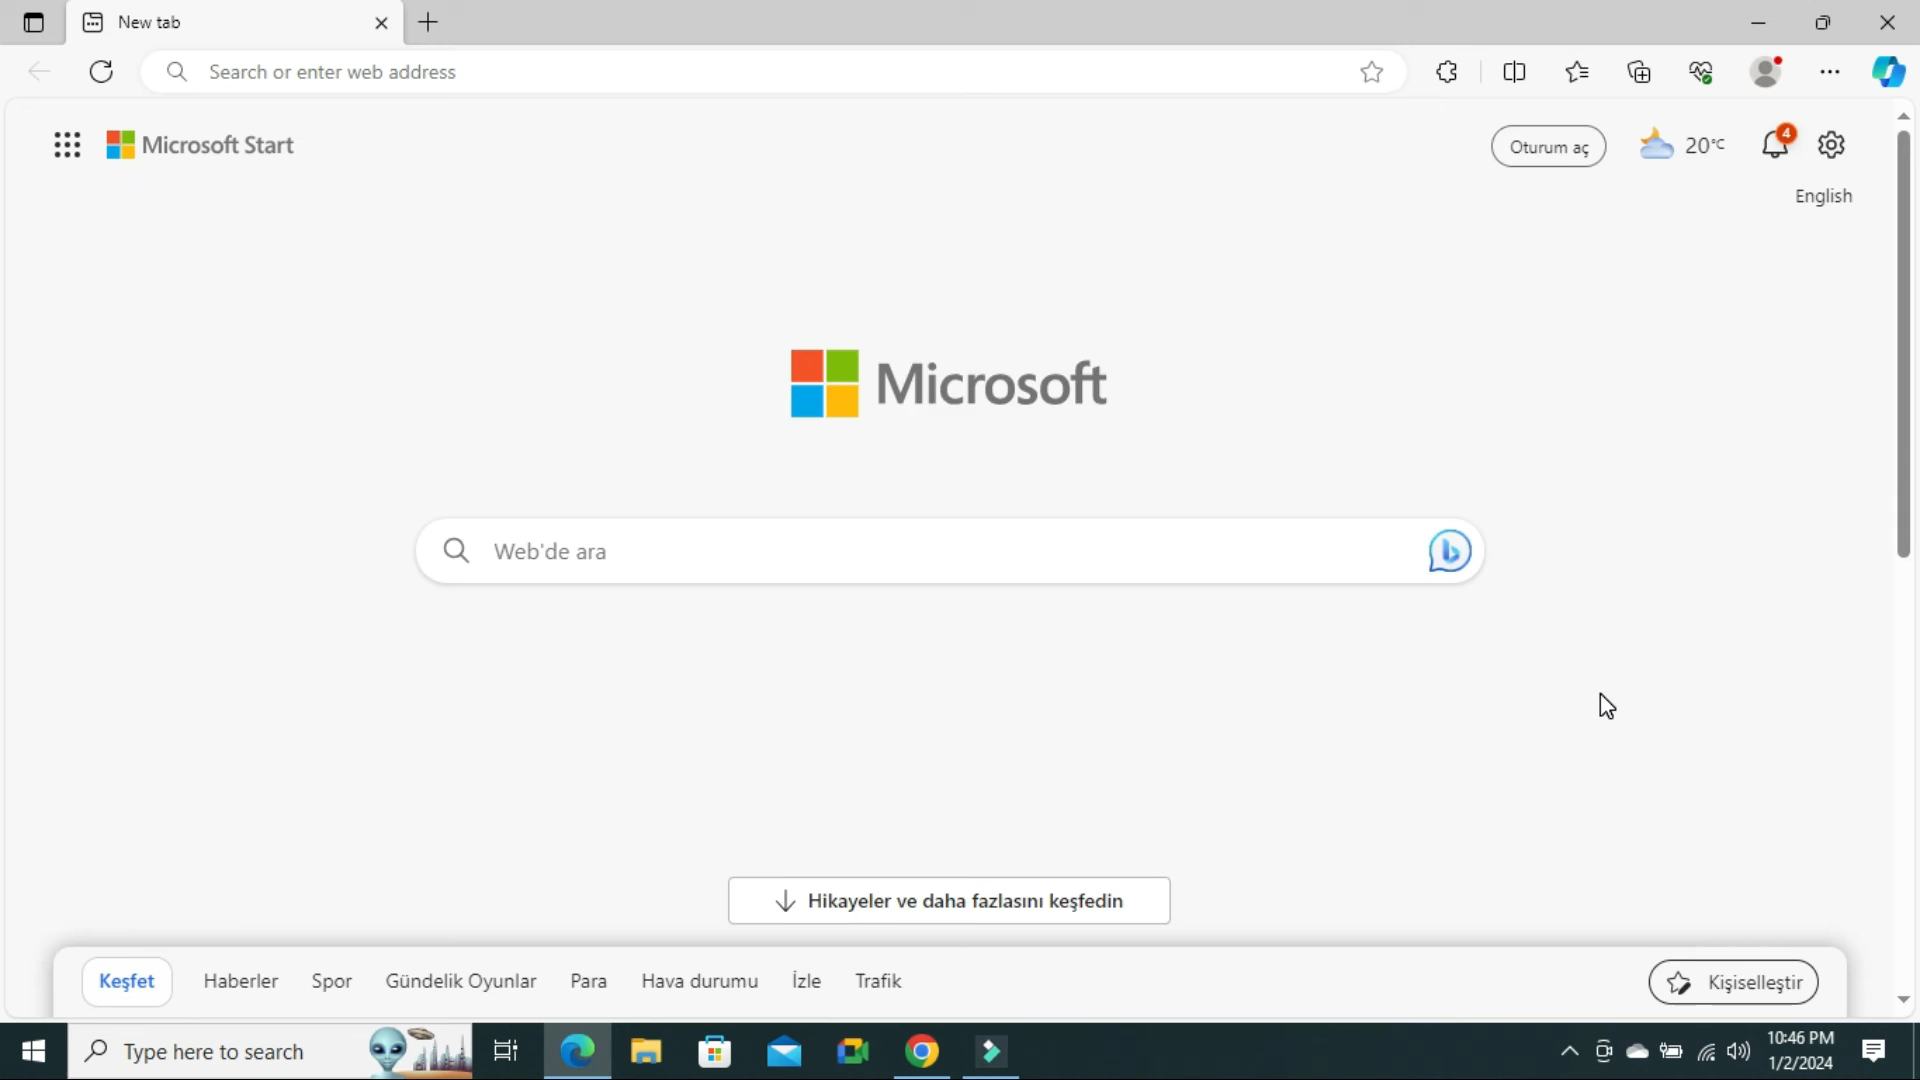 New tab
Search or enter web address
Microsoft Start
Oturum aç
20°C
4
English
Microsoft
Web'de ara
Hikayeler ve daha fazlasını keşfedin
Keşfet Haberler Spor Gündelik Oyunlar Para Hava durumu İzle Trafik Kişiselleştir
Type here to search
10:46 PM
1/2/2024